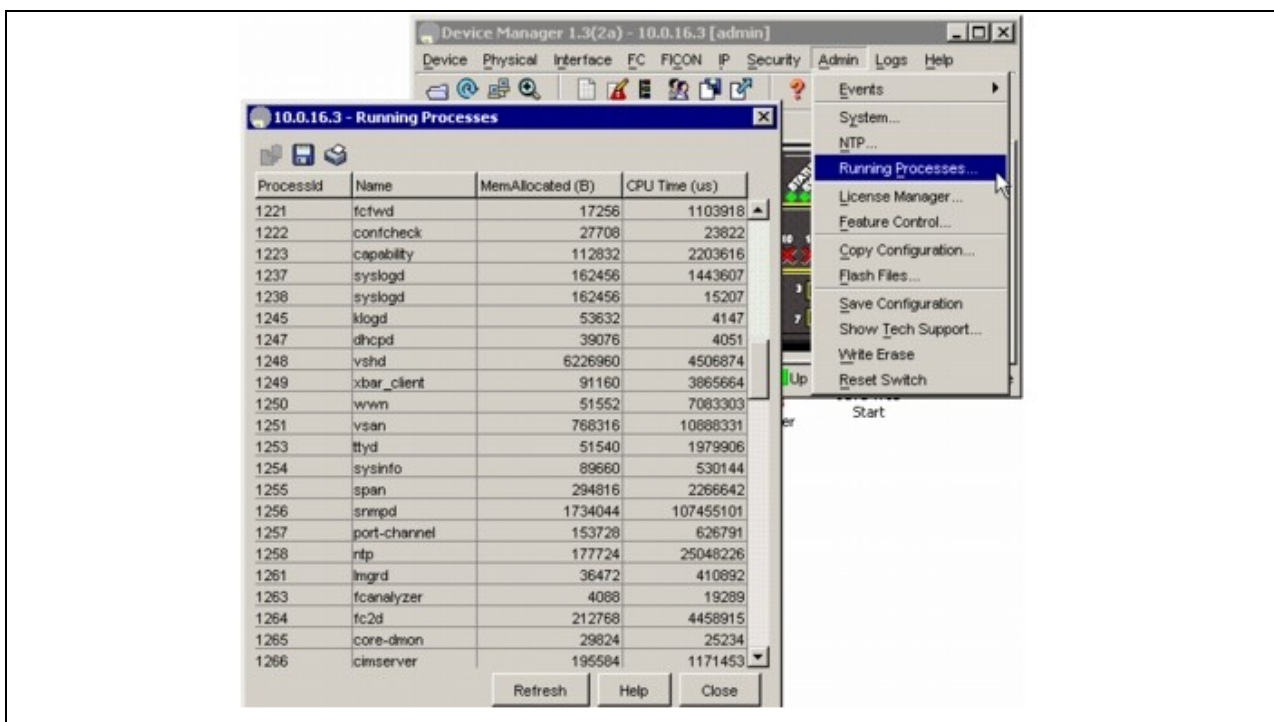 Device Manager 1.3(2a) - 10.0.16.3 [admin]
Device Physical Interface FC FICON IP Security Admin Logs Help
Events
System...
NTP...
Running Processes...
License Manager...
Feature Control...
Copy Configuration...
Flash Files...
Save Configuration
Show Tech Support...
Write Erase
Reset Switch
Up
Start
er
10.0.16.3 - Running Processes
ProcessId Name MemAllocated (B) CPU Time (us)
1221 fcfwd 17256 1103918
1222 confcheck 27708 23822
1223 capability 112832 2203616
1237 syslogd 162456 1443607
1238 syslogd 162456 15207
1245 klogd 53632 4147
1247 dhcpd 39076 4051
1248 vshd 6226960 4506874
1249 xbar_client 91160 3865664
1250 wwn 51552 7083303
1251 vsan 768316 10888331
1253 ttyd 51540 1979906
1254 sysinfo 89660 530144
1255 span 294816 2266642
1256 snmpd 1734044 107455101
1257 port-channel 153728 626791
1258 ntp 177724 25048226
1261 lmgrd 36472 410892
1263 fcanalyzer 4088 19289
1264 fc2d 212768 4458915
1265 core-dmon 29824 25234
1266 cimserver 195584 1171453
Refresh Help Close